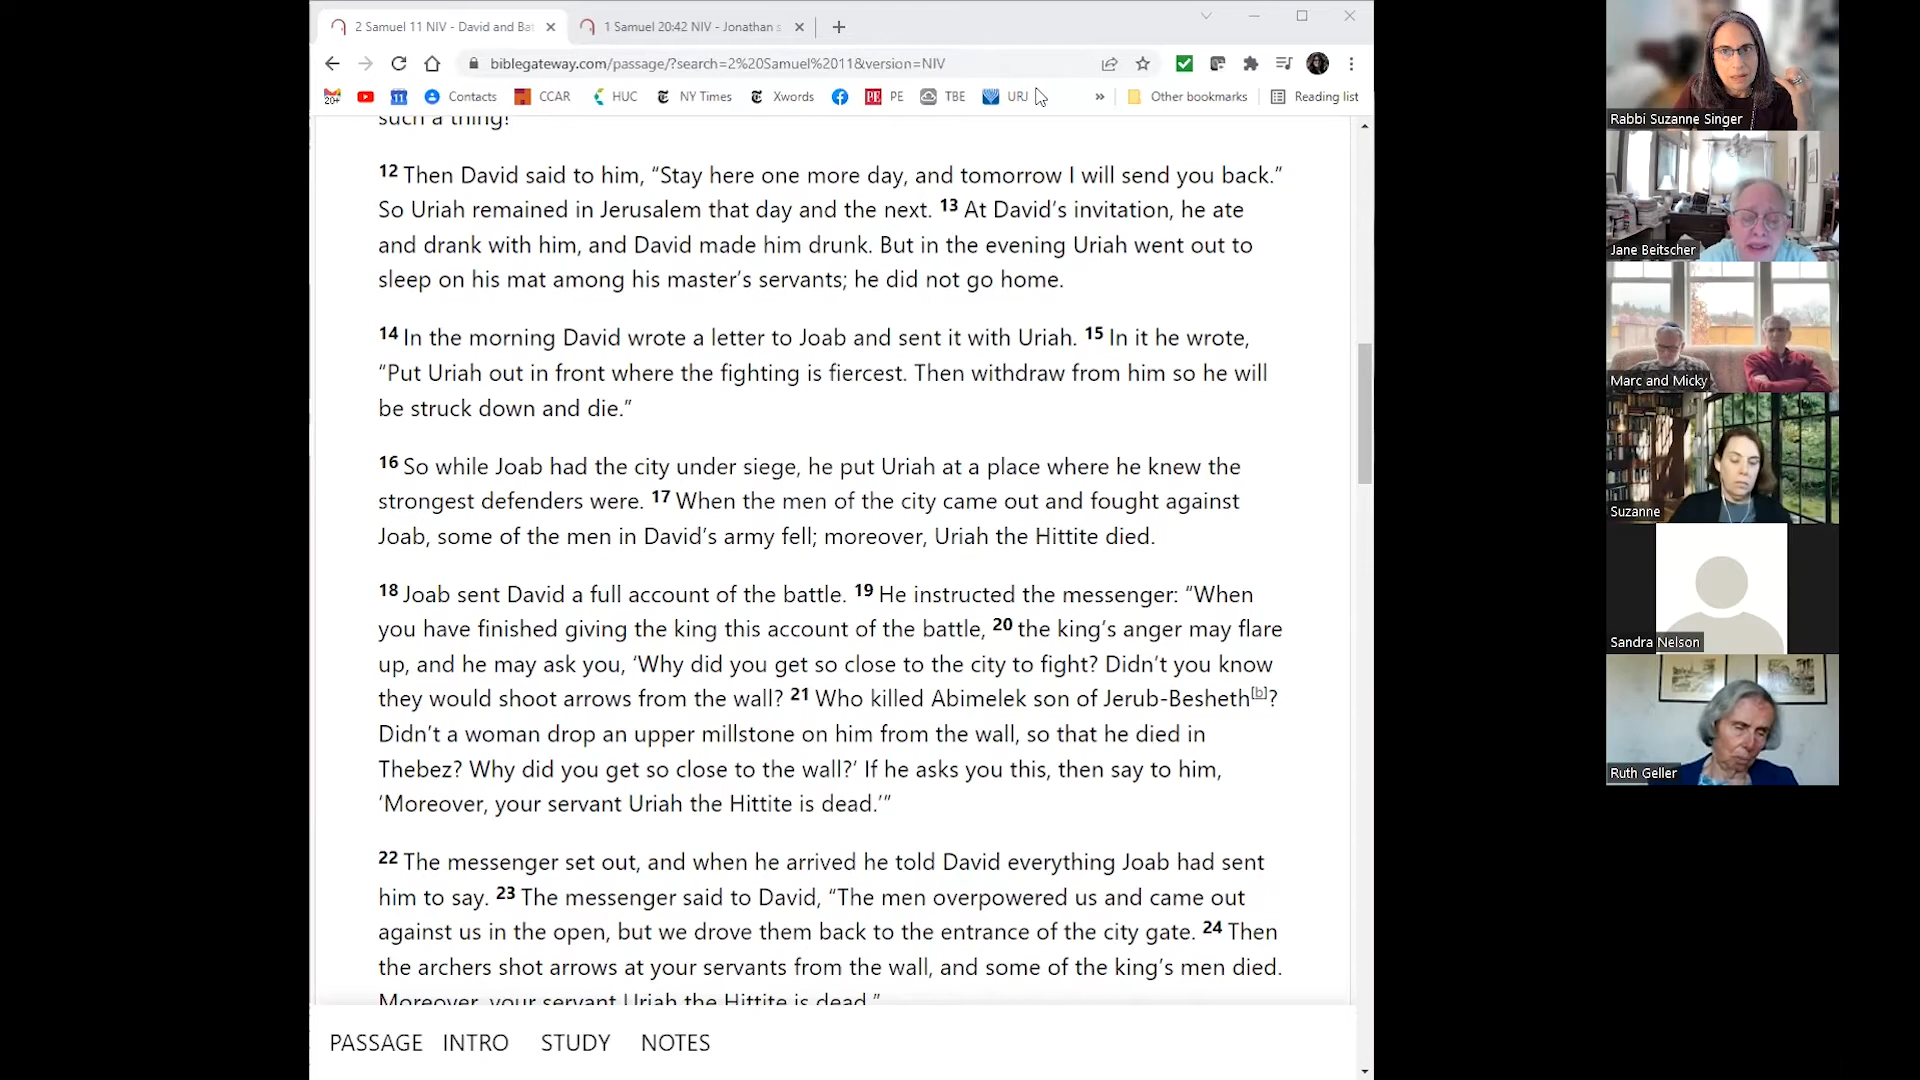 2 Samuel 11 NIV - David and Bat
1 Samuel 20:42 NIV - Jonathan s
biblegateway.com/passage/?search=2%20Samuel%2011&version=NIV
20+
11
Contacts
CCAR
HUC
NY Times
Xwords
PE
PE
TBE
URJ
»
Other bookmarks
Reading list
such a thing!
12 Then David said to him, “Stay here one more day, and tomorrow I will send you back.”
So Uriah remained in Jerusalem that day and the next. 13 At David’s invitation, he ate
and drank with him, and David made him drunk. But in the evening Uriah went out to
sleep on his mat among his master’s servants; he did not go home.
14 In the morning David wrote a letter to Joab and sent it with Uriah. 15 In it he wrote,
“Put Uriah out in front where the fighting is fiercest. Then withdraw from him so he will
be struck down and die.”
16 So while Joab had the city under siege, he put Uriah at a place where he knew the
strongest defenders were. 17 When the men of the city came out and fought against
Joab, some of the men in David’s army fell; moreover, Uriah the Hittite died.
18 Joab sent David a full account of the battle. 19 He instructed the messenger: “When
you have finished giving the king this account of the battle, 20 the king’s anger may flare
up, and he may ask you, ‘Why did you get so close to the city to fight? Didn’t you know
they would shoot arrows from the wall? 21 Who killed Abimelek son of Jerub-Besheth[b]?
Didn’t a woman drop an upper millstone on him from the wall, so that he died in
Thebez? Why did you get so close to the wall?’ If he asks you this, then say to him,
‘Moreover, your servant Uriah the Hittite is dead.’”
22 The messenger set out, and when he arrived he told David everything Joab had sent
him to say. 23 The messenger said to David, “The men overpowered us and came out
against us in the open, but we drove them back to the entrance of the city gate. 24 Then
the archers shot arrows at your servants from the wall, and some of the king’s men died.
Moreover, your servant Uriah the Hittite is dead.”
PASSAGE INTRO STUDY NOTES
Rabbi Suzanne Singer
Jane Beitscher
Marc and Micky
Suzanne
Sandra Nelson
Ruth Geller